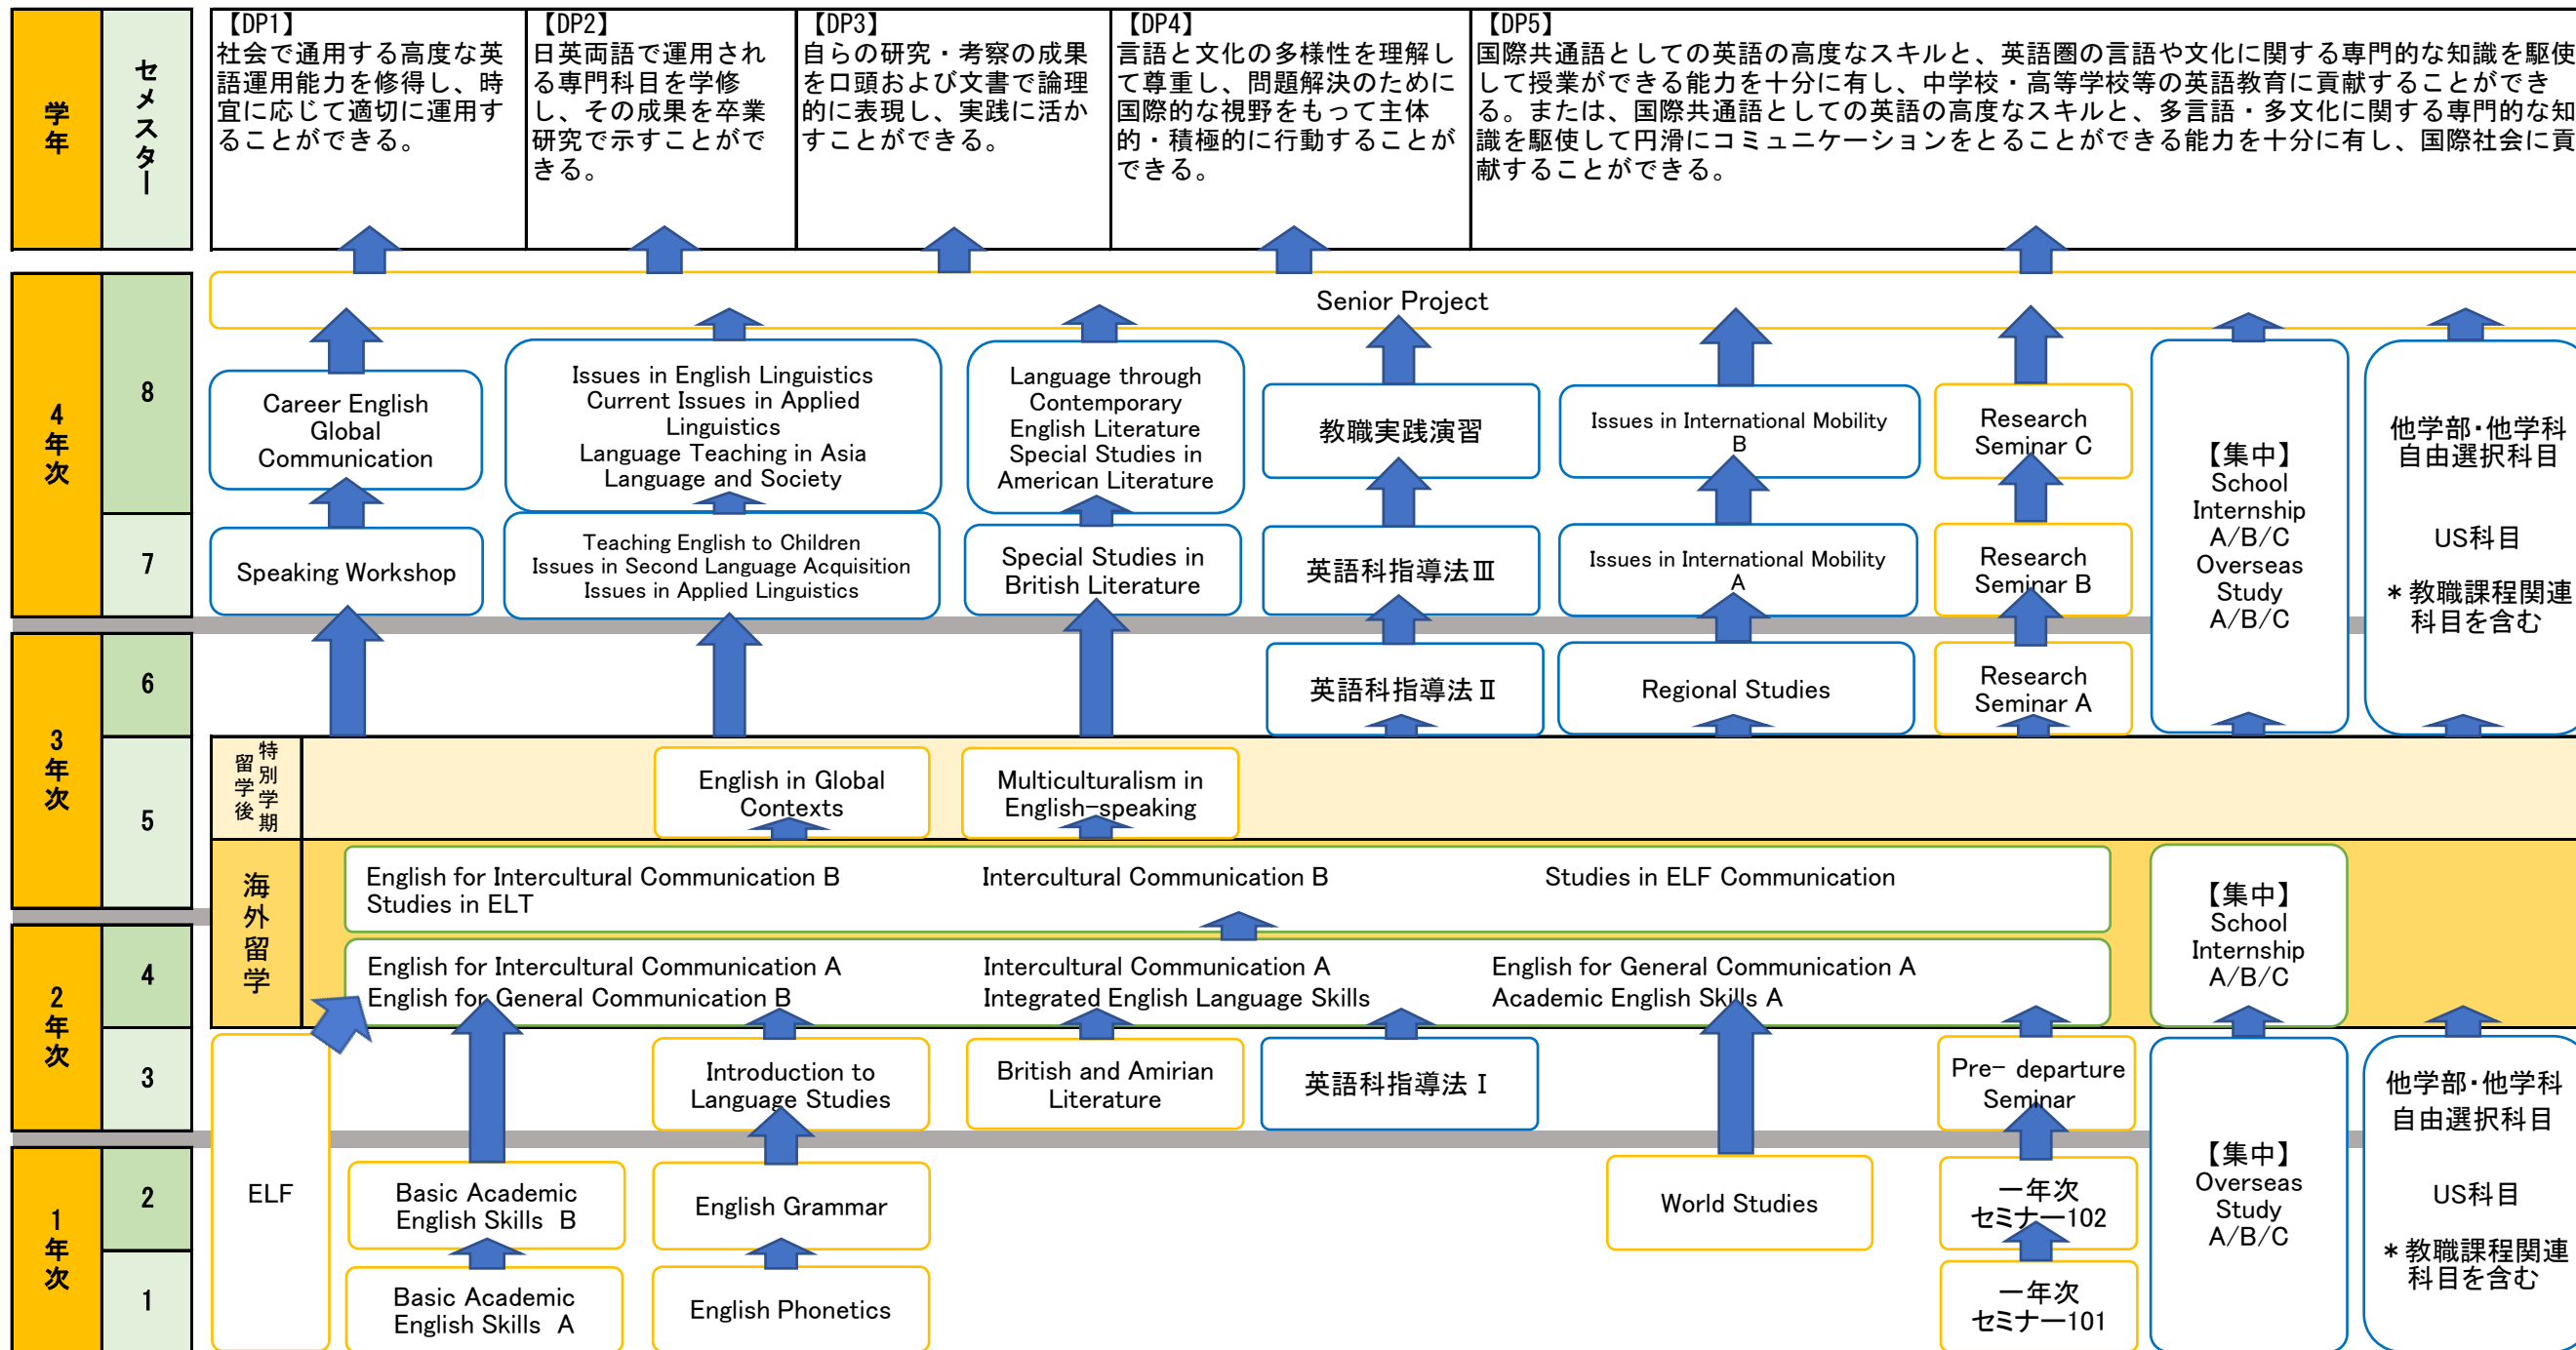 学年
セメスター
【DP1】
社会で通用する高度な英
語運用能力を修得し、時
宜に応じて適切に運用す
ることができる。
【DP2】
日英両語で運用され
る専門科目を学修
し、その成果を卒業
研究で示すことがで
きる。
【DP3】
自らの研究・考察の成果
を口頭および文書で論理
的に表現し、実践に活か
すことができる。
【DP4】
言語と文化の多様性を理解し
て尊重し、問題解決のために
国際的な視野をもって主体
的・積極的に行動することが
できる。
【DP5】
国際共通語としての英語の高度なスキルと、英語圏の言語や文化に関する専門的な知識を駆使
して授業ができる能力を十分に有し、中学校・高等学校等の英語教育に貢献することができ
る。または、国際共通語としての英語の高度なスキルと、多言語・多文化に関する専門的な知
識を駆使して円滑にコミュニケーションをとることができる能力を十分に有し、国際社会に貢
献することができる。
Senior Project
4年次
8
Career English
Global
Communication
Issues in English Linguistics
Current Issues in Applied
Linguistics
Language Teaching in Asia
Language and Society
Language through
Contemporary
English Literature
Special Studies in
American Literature
教職実践演習
Issues in International Mobility
B
Research
Seminar C
【集中】
School
Internship
A/B/C
Overseas
Study
A/B/C
他学部・他学科
自由選択科目
US科目
＊教職課程関連
科目を含む
7
Speaking Workshop
Teaching English to Children
Issues in Second Language Acquisition
Issues in Applied Linguistics
Special Studies in
British Literature
英語科指導法Ⅲ
Issues in International Mobility
A
Research
Seminar B
3年次
6
英語科指導法Ⅱ
Regional Studies
Research
Seminar A
5
特別学期
留学後
English in Global
Contexts
Multiculturalism in
English-speaking
海外留学
English for Intercultural Communication B
Intercultural Communication B
Studies in ELF Communication
Studies in ELT
【集中】
School
Internship
A/B/C
2年次
4
English for Intercultural Communication A
Intercultural Communication A
English for General Communication A
English for General Communication B
Integrated English Language Skills
Academic English Skills A
3
ELF
Introduction to
Language Studies
British and Amirian
Literature
英語科指導法Ⅰ
Pre- departure
Seminar
【集中】
Overseas
Study
A/B/C
他学部・他学科
自由選択科目
US科目
＊教職課程関連
科目を含む
1年次
2
Basic Academic
English Skills B
English Grammar
World Studies
一年次
セミナー102
1
Basic Academic
English Skills A
English Phonetics
一年次
セミナー101